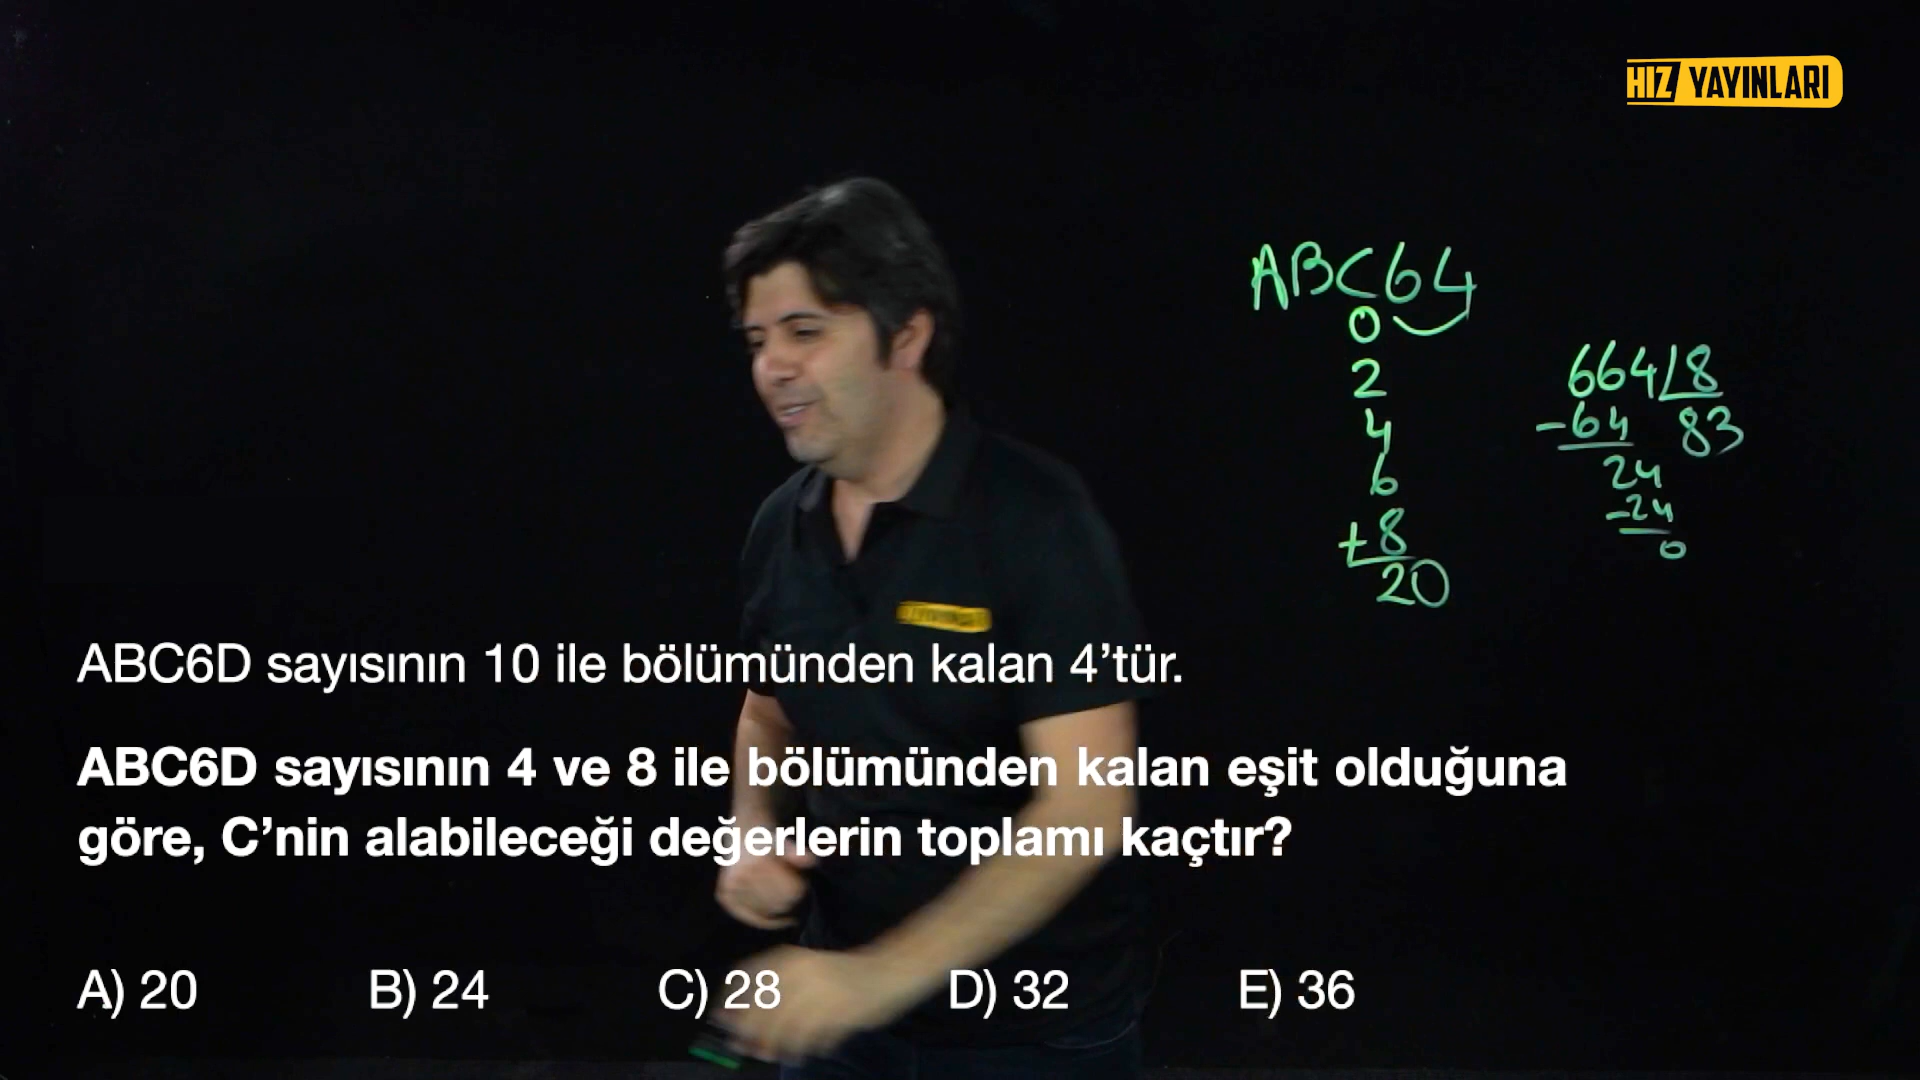 HIZ YAYINLARI
ABC64
0
2
4
6
+8
20
664/8
-64 83
24
-24
0
ABC6D sayısının 10 ile bölümünden kalan 4’tür.
ABC6D sayısının 4 ve 8 ile bölümünden kalan eşit olduğuna
göre, C’nin alabileceği değerlerin toplamı kaçtır?
A) 20 B) 24 C) 28 D) 32 E) 36